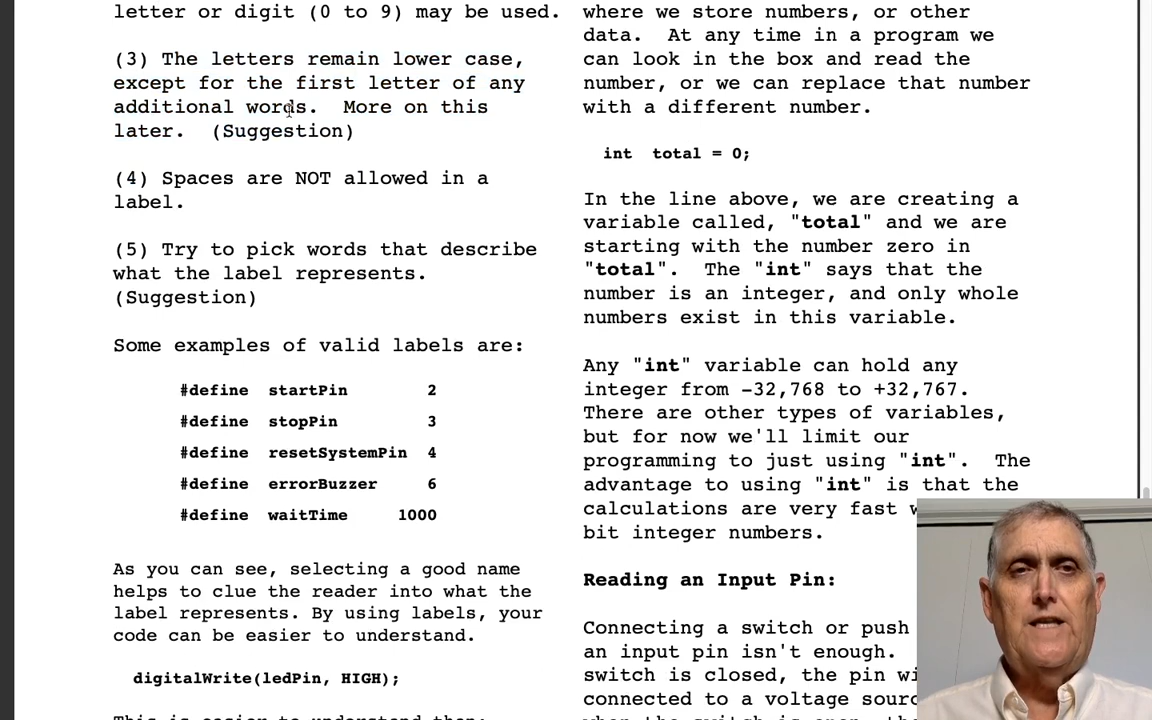 letter or digit (0 to 9) may be used.
(3) The letters remain lower case,
except for the first letter of any
additional words. More on this
later. (Suggestion)
(4) Spaces are NOT allowed in a
label.
(5) Try to pick words that describe
what the label represents.
(Suggestion)
Some examples of valid labels are:
#define startPin 2
#define stopPin 3
#define resetSystemPin 4
#define errorBuzzer 6
#define waitTime 1000
As you can see, selecting a good name
helps to clue the reader into what the
label represents. By using labels, your
code can be easier to understand.
digitalWrite(ledPin, HIGH);
This is easier to understand than:
where we store numbers, or other
data. At any time in a program we
can look in the box and read the
number, or we can replace that number
with a different number.
int total = 0;
In the line above, we are creating a
variable called, "total" and we are
starting with the number zero in
"total". The "int" says that the
number is an integer, and only whole
numbers exist in this variable.
Any "int" variable can hold any
integer from -32,768 to +32,767.
There are other types of variables,
but for now we'll limit our
programming to just using "int". The
advantage to using "int" is that the
calculations are very fast
bit integer numbers.
Reading an Input Pin:
Connecting a switch or push
an input pin isn't enough.
switch is closed, the pin
connected to a voltage
when the switch is open,